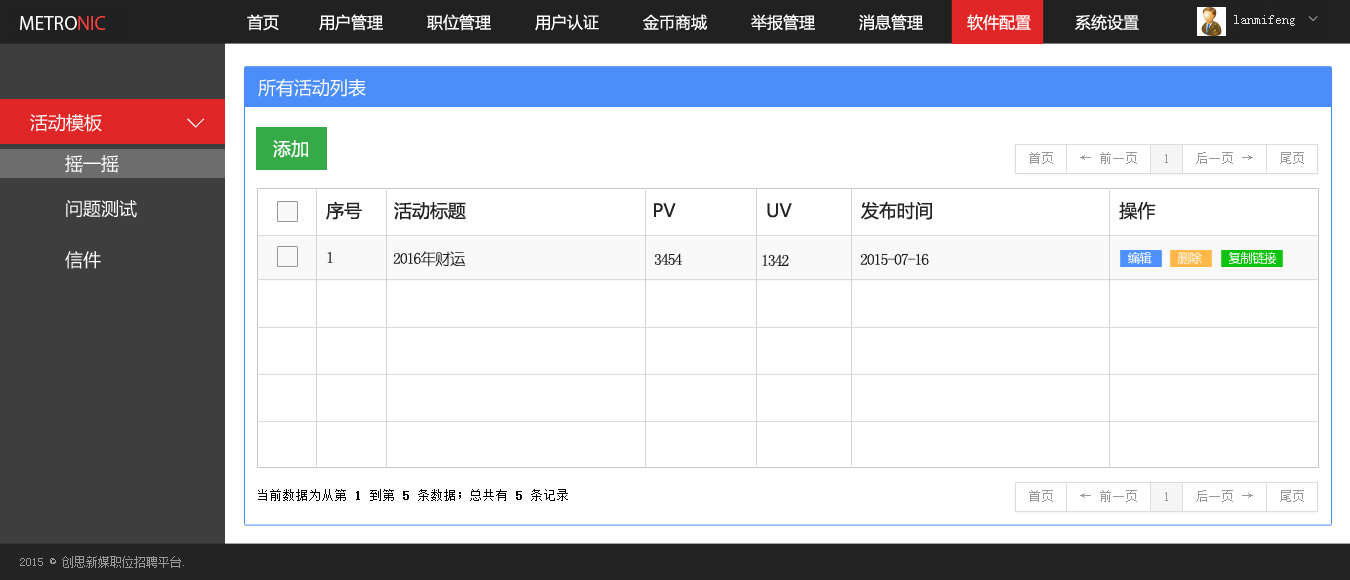 METRONIC 首页 用户管理 职位管理 用户认证 金币商城 举报管理 消息管理 软件配置 系统设置 lanmifeng
活动模板
摇一摇
问题测试
信件
所有活动列表
添加
首页 ← 前一页 1 后一页 → 尾页
序号 活动标题 PV UV 发布时间 操作
1 2016年财运 3454 1342 2015-07-16 编辑 删除 复制链接
当前数据为从第 1 到第 5 条数据；总共有 5 条记录
首页 ← 前一页 1 后一页 → 尾页
2015 © 创思新媒职位招聘平台.